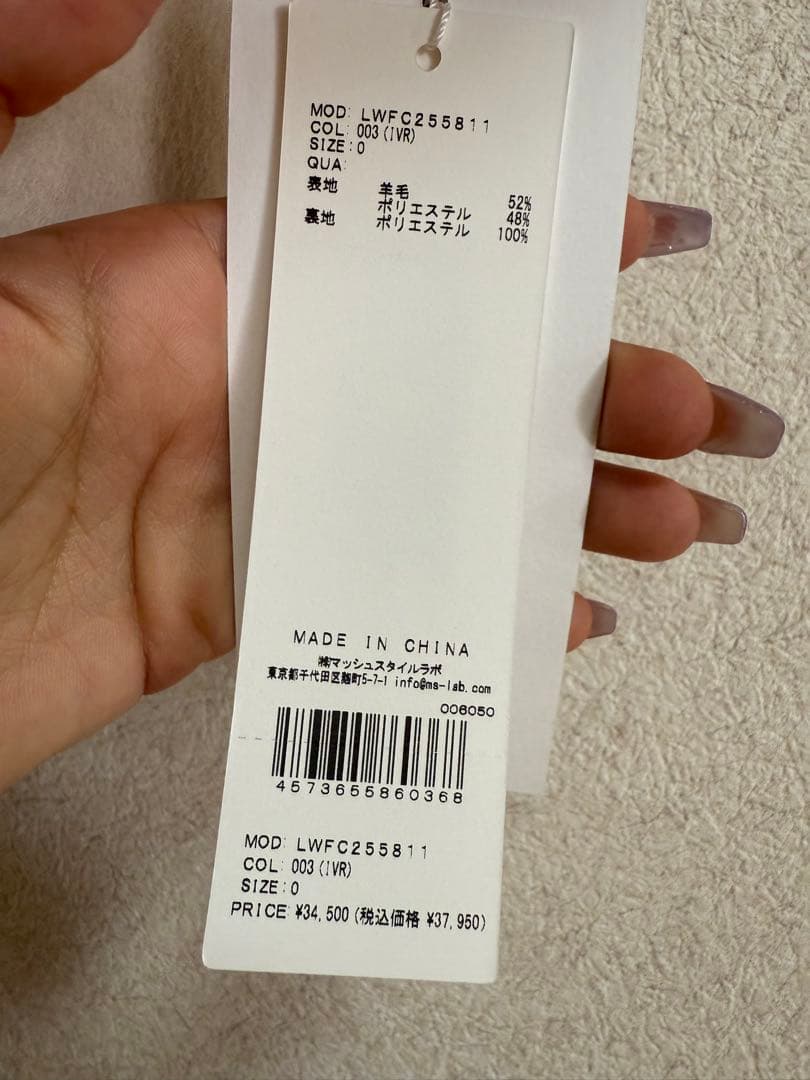 MOD: LWFC255811
COL: 003(IVR)
SIZE:0
QUA:
表地 羊毛 52%
ポリエステル 48%
裏地 ポリエステル 100%
MADE IN CHINA
㈱マッシュスタイルラボ
東京都千代田区麹町5-7-1 info@ms-lab.com
006050
4573655860368
MOD: LWFC255811
COL: 003(IVR)
SIZE:0
PRICE: ¥34,500(税込価格 ¥37,950)